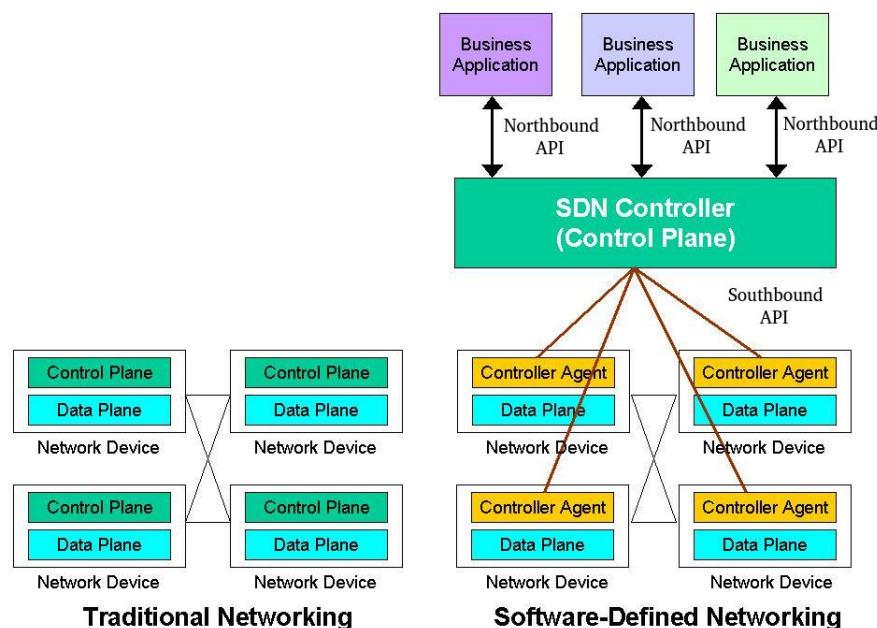 Business
Application
Business
Application
Business
Application
Northbound
API
Northbound
API
Northbound
API
SDN Controller
(Control Plane)
Southbound
API
Control Plane
Data Plane
Network Device
Control Plane
Data Plane
Network Device
Controller Agent
Data Plane
Network Device
Controller Agent
Data Plane
Network Device
Control Plane
Data Plane
Network Device
Control Plane
Data Plane
Network Device
Controller Agent
Data Plane
Network Device
Controller Agent
Data Plane
Network Device
Traditional Networking
Software-Defined Networking